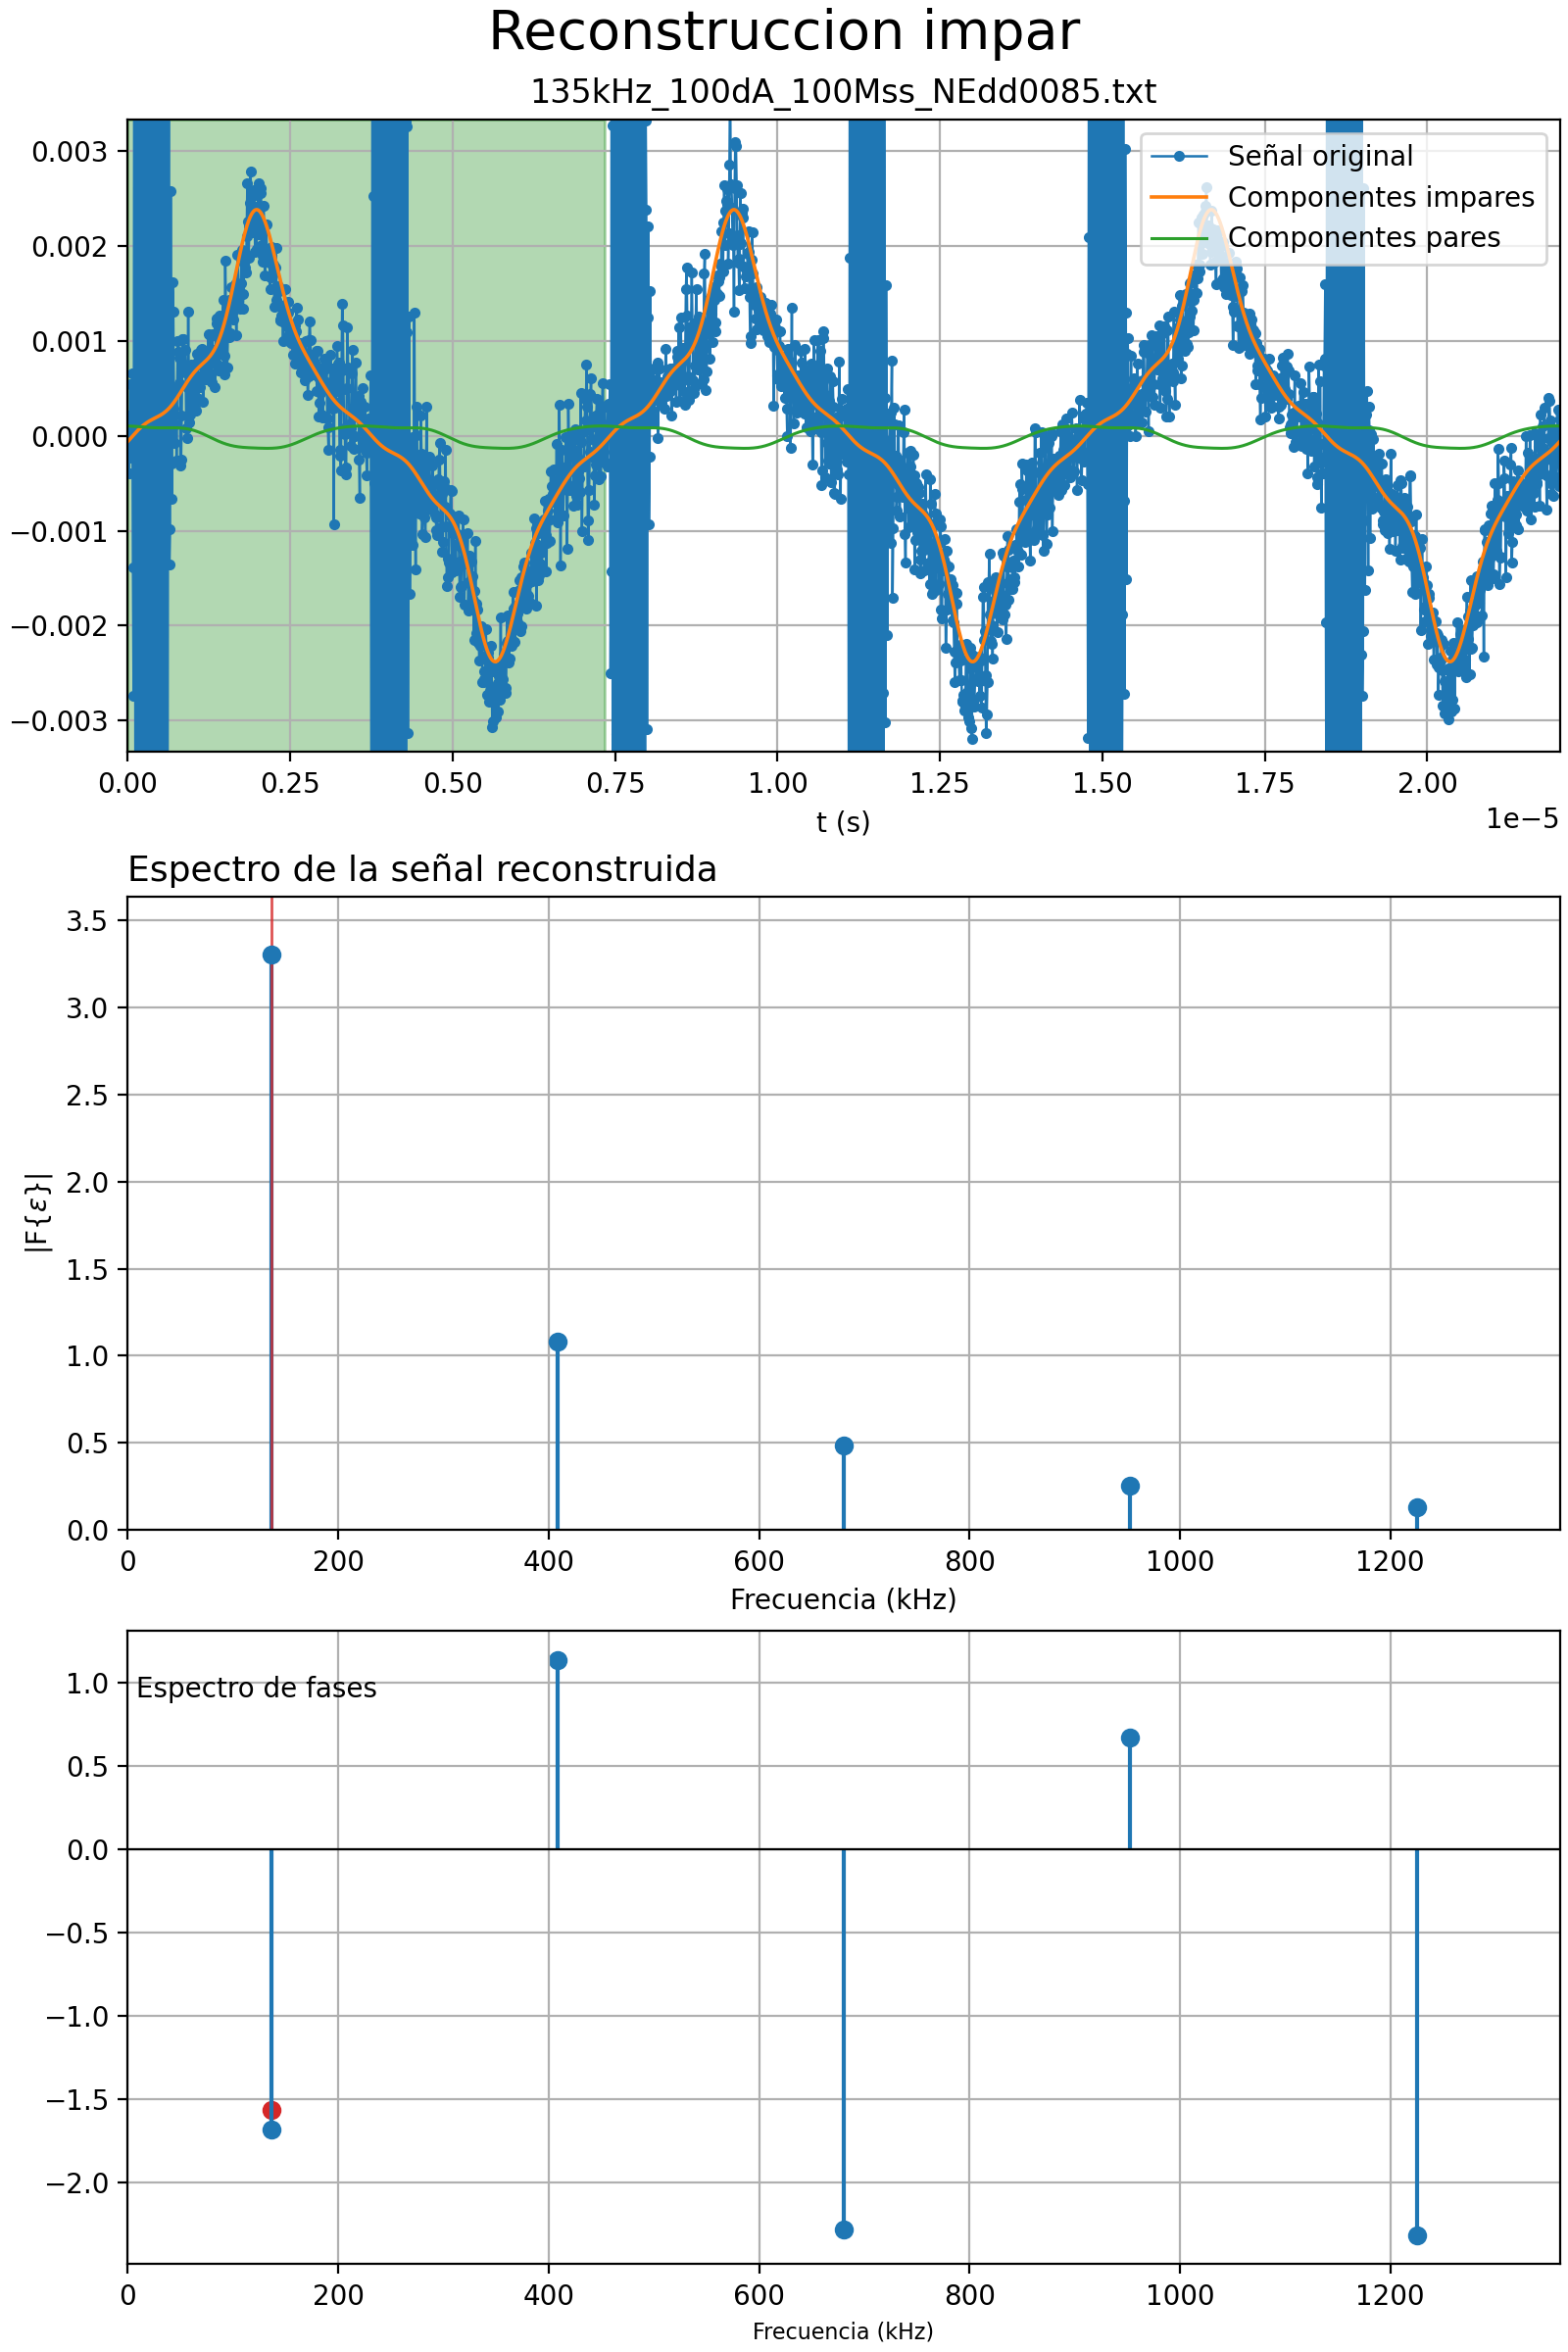 Reconstruccion impar
135kHz_100dA_100Mss_NEdd0085.txt
Señal original
Componentes impares
Componentes pares
0.003
0.002
0.001
0.000
−0.001
−0.002
−0.003
0.00 0.25 0.50 0.75 1.00 1.25 1.50 1.75 2.00
1e−5
t (s)
Espectro de la señal reconstruida
3.5
3.0
2.5
2.0
1.5
1.0
0.5
0.0
|F{ε}|
0 200 400 600 800 1000 1200
Frecuencia (kHz)
Espectro de fases
1.0
0.5
0.0
−0.5
−1.0
−1.5
−2.0
0 200 400 600 800 1000 1200
Frecuencia (kHz)